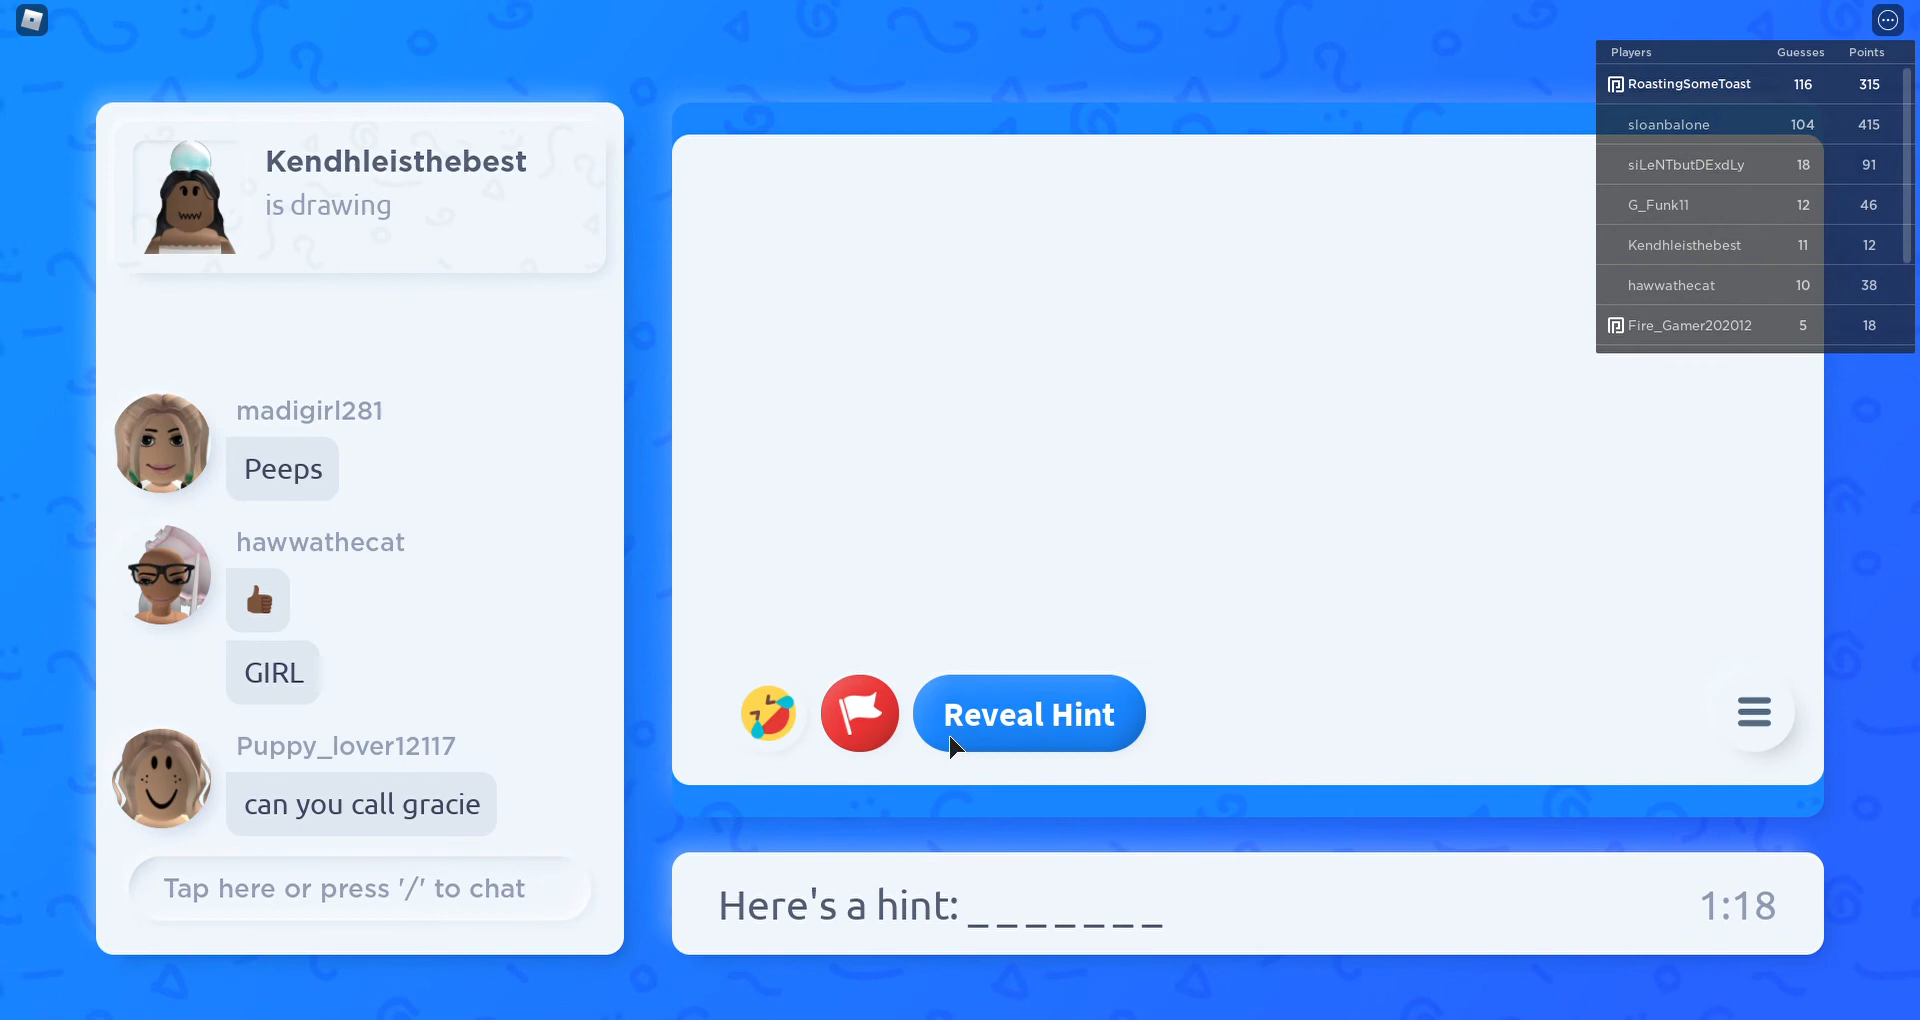 Players Guesses Points
RoastingSomeToast 116 315
sloanbalone 104 415
siLeNTbutDExdLy 18 91
G_Funk11 12 46
Kendhleisthebest 11 12
hawwathecat 10 38
Fire_Gamer202012 5 18
Kendhleisthebest
is drawing
madigirl281
Peeps
hawwathecat
GIRL
Puppy_lover12117
can you call gracie
Tap here or press '/' to chat
Reveal Hint
Here's a hint: _ _ _ _ _ _ _ 1:18